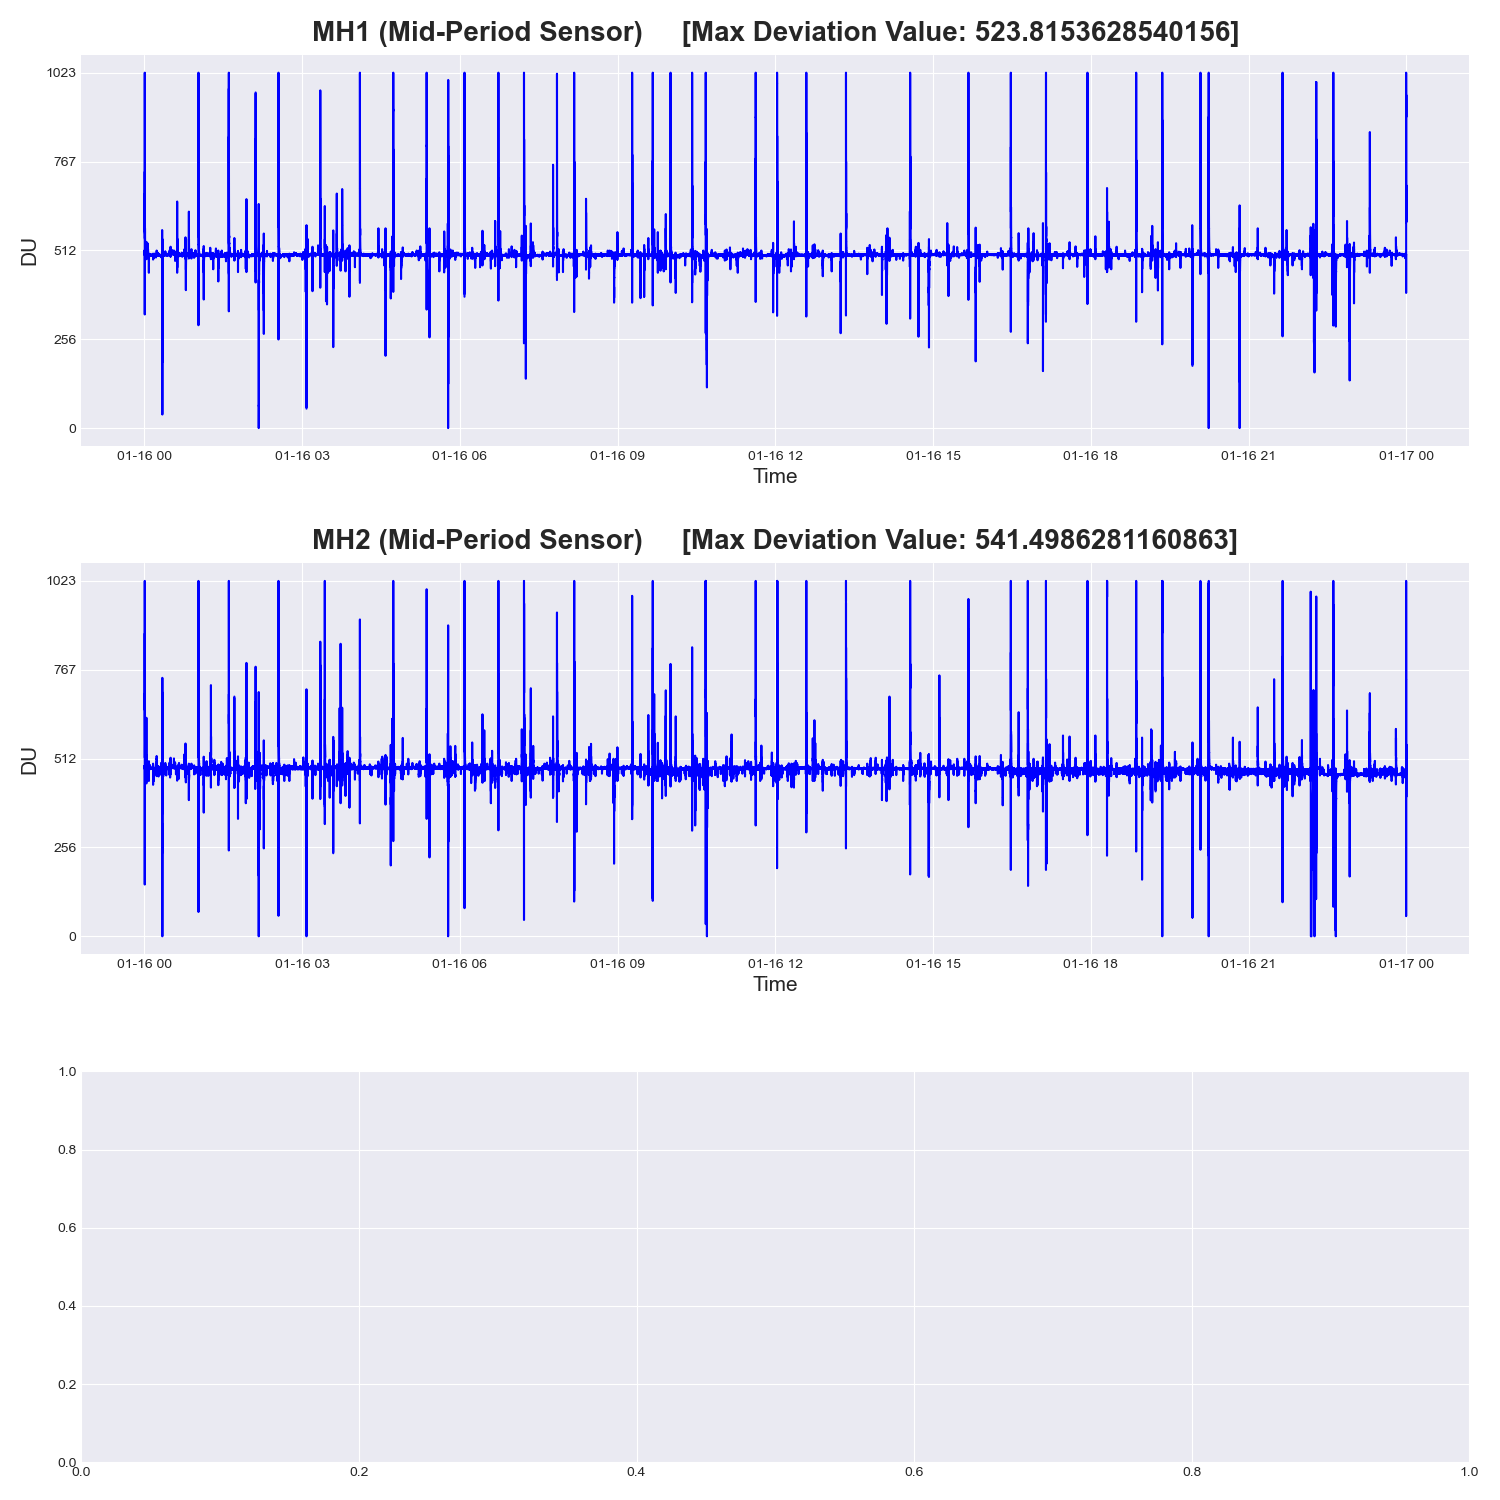 MH1 (Mid-Period Sensor) [Max Deviation Value: 523.8153628540156]
1023
767
512
256
0
DU
01-16 00 01-16 03 01-16 06 01-16 09 01-16 12 01-16 15 01-16 18 01-16 21 01-17 00
Time
MH2 (Mid-Period Sensor) [Max Deviation Value: 541.4986281160863]
1023
767
512
256
0
DU
01-16 00 01-16 03 01-16 06 01-16 09 01-16 12 01-16 15 01-16 18 01-16 21 01-17 00
Time
1.0
0.8
0.6
0.4
0.2
0.0
0.0 0.2 0.4 0.6 0.8 1.0